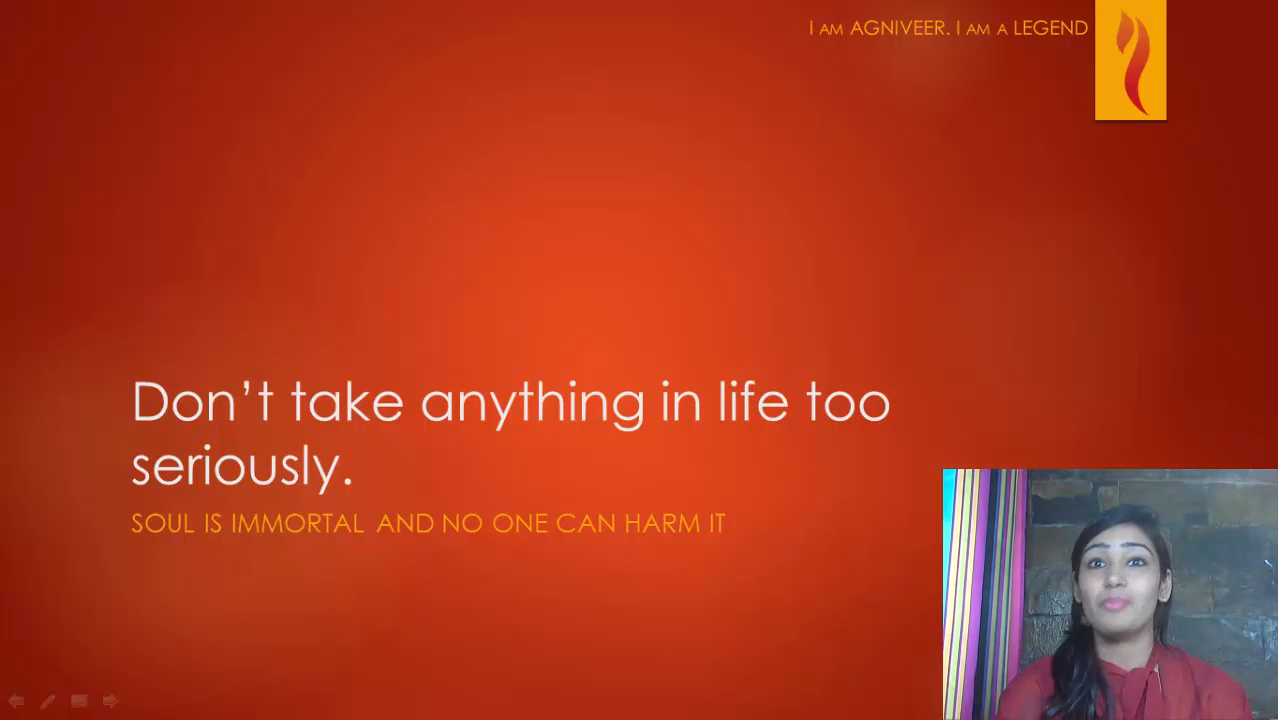 I AM AGNIVEER. I AM A LEGEND
Don’t take anything in life too
seriously.
SOUL IS IMMORTAL AND NO ONE CAN HARM IT